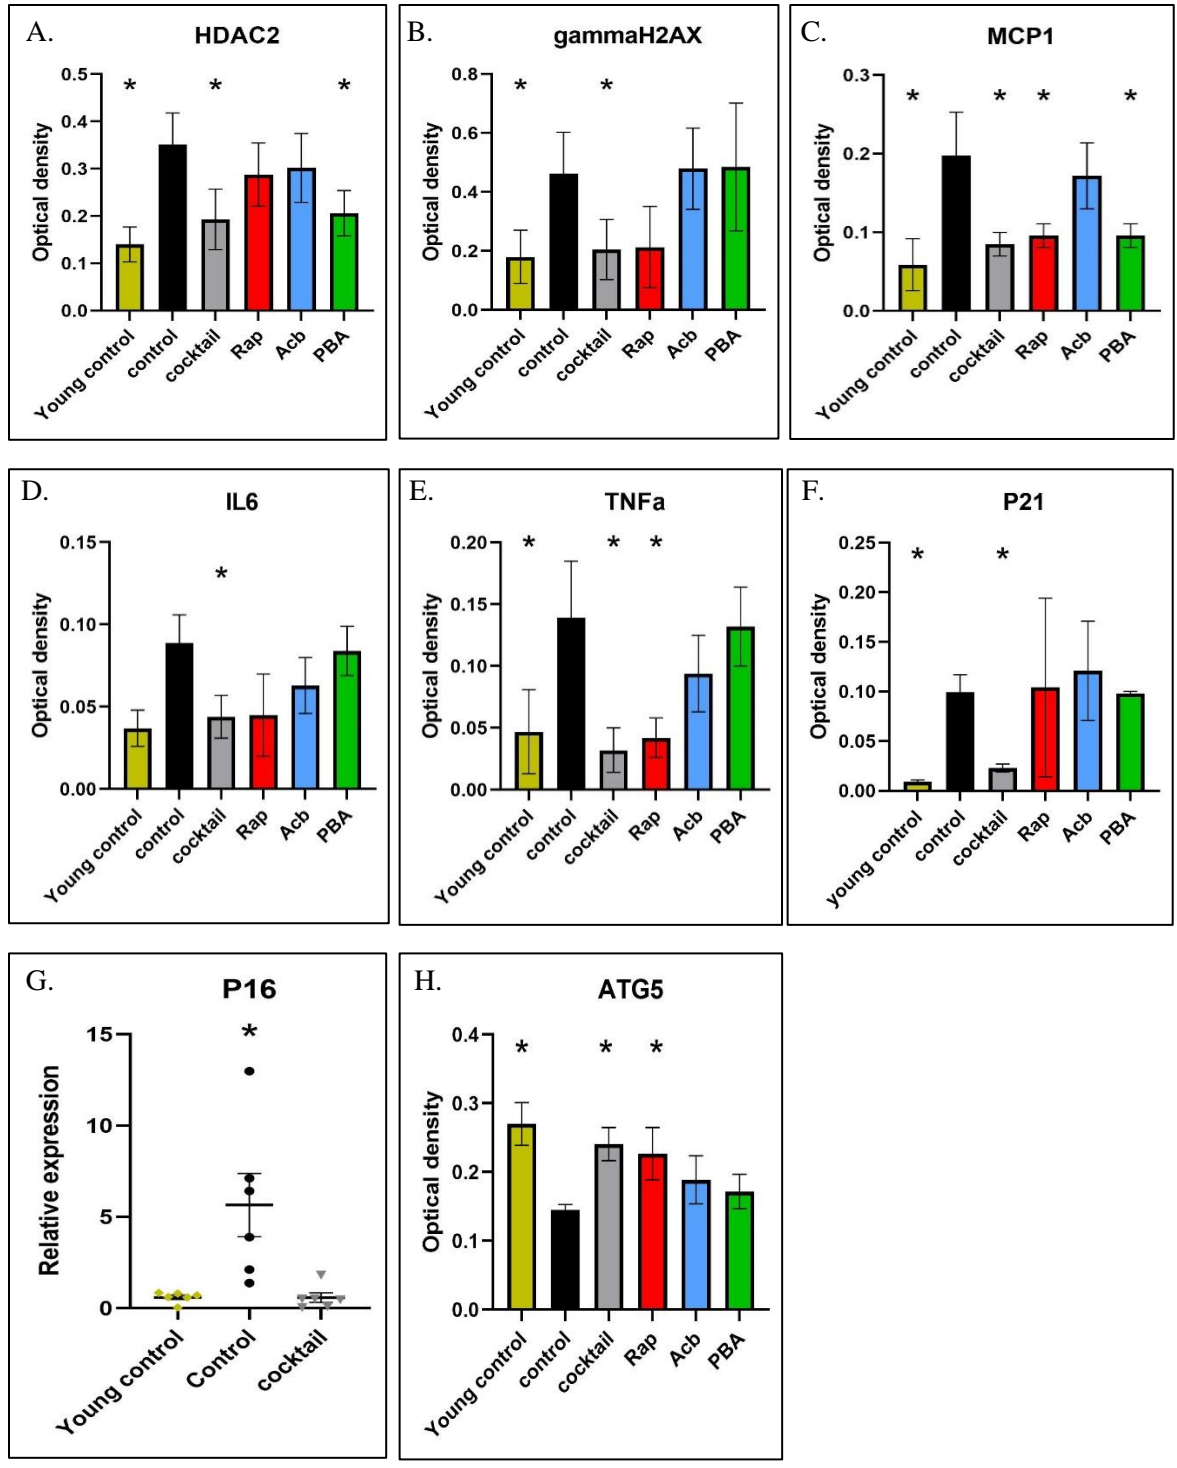 A.
HDAC2
*
*
*
Optical density
0.5
0.4
0.3
0.2
0.1
0.0
Young control
control
cocktail
Rap
Acb
PBA
B.
gammaH2AX
*
*
Optical density
0.8
0.6
0.4
0.2
0.0
Young control
control
cocktail
Rap
Acb
PBA
C.
MCP1
*
*
*
*
Optical density
0.3
0.2
0.1
0.0
Young control
control
cocktail
Rap
Acb
PBA
D.
IL6
*
Optical density
0.15
0.10
0.05
0.00
Young control
control
cocktail
Rap
Acb
PBA
E.
TNFa
*
*
*
Optical density
0.20
0.15
0.10
0.05
0.00
Young control
control
cocktail
Rap
Acb
PBA
F.
P21
*
*
Optical density
0.25
0.20
0.15
0.10
0.05
0.00
young control
control
cocktail
Rap
Acb
PBA
G.
P16
*
Relative expression
15
10
5
0
Young control
Control
cocktail
H.
ATG5
*
*
*
Optical density
0.4
0.3
0.2
0.1
0.0
Young control
control
cocktail
Rap
Acb
PBA